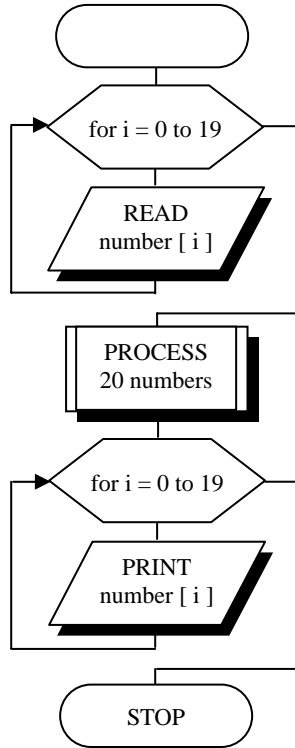 for i = 0 to 19
READ
number [ i ]
PROCESS
20 numbers
for i = 0 to 19
PRINT
number [ i ]
STOP